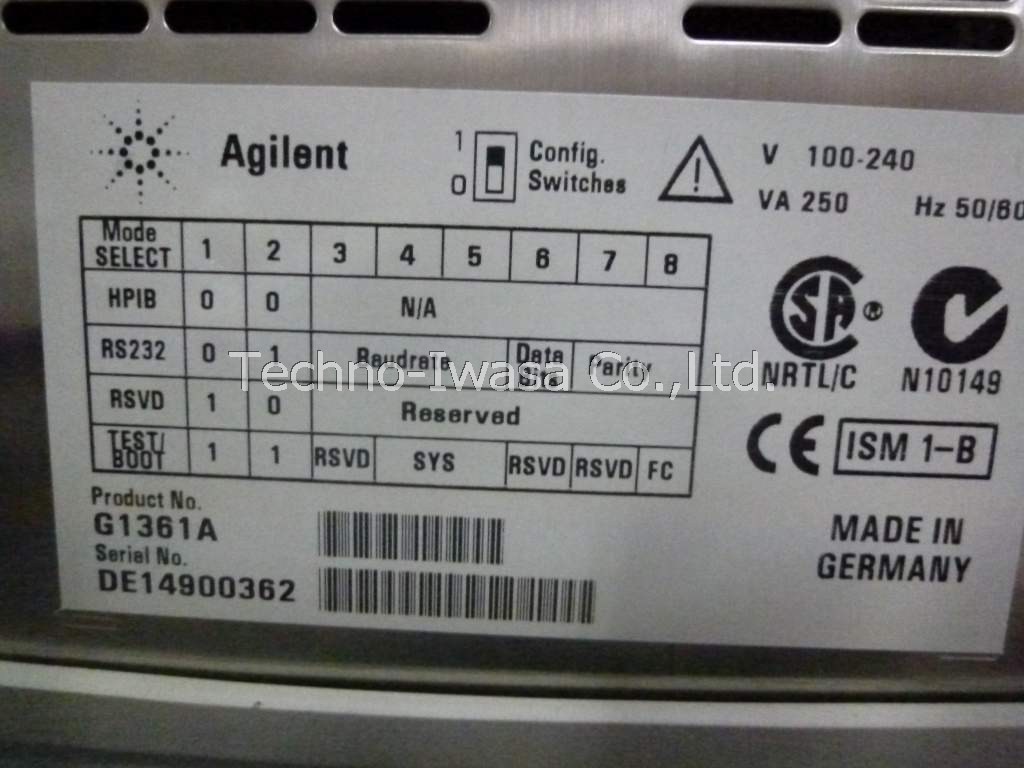 Agilent
1
0
Config.
Switches
V 100-240
VA 250 Hz 50/60
Mode
SELECT 1 2 3 4 5 6 7 8
HPIB 0 0 N/A
RS232 0 1 Baudrate Data Bits Parity
RSVD 1 0 Reserved
TEST/
BOOT 1 1 RSVD SYS RSVD RSVD FC
Techno-Iwasa Co.,Ltd.
SA ®
NRTL/C N10149
CE ISM 1-B
Product No.
G1361A
Serial No.
DE14900362
MADE IN
GERMANY